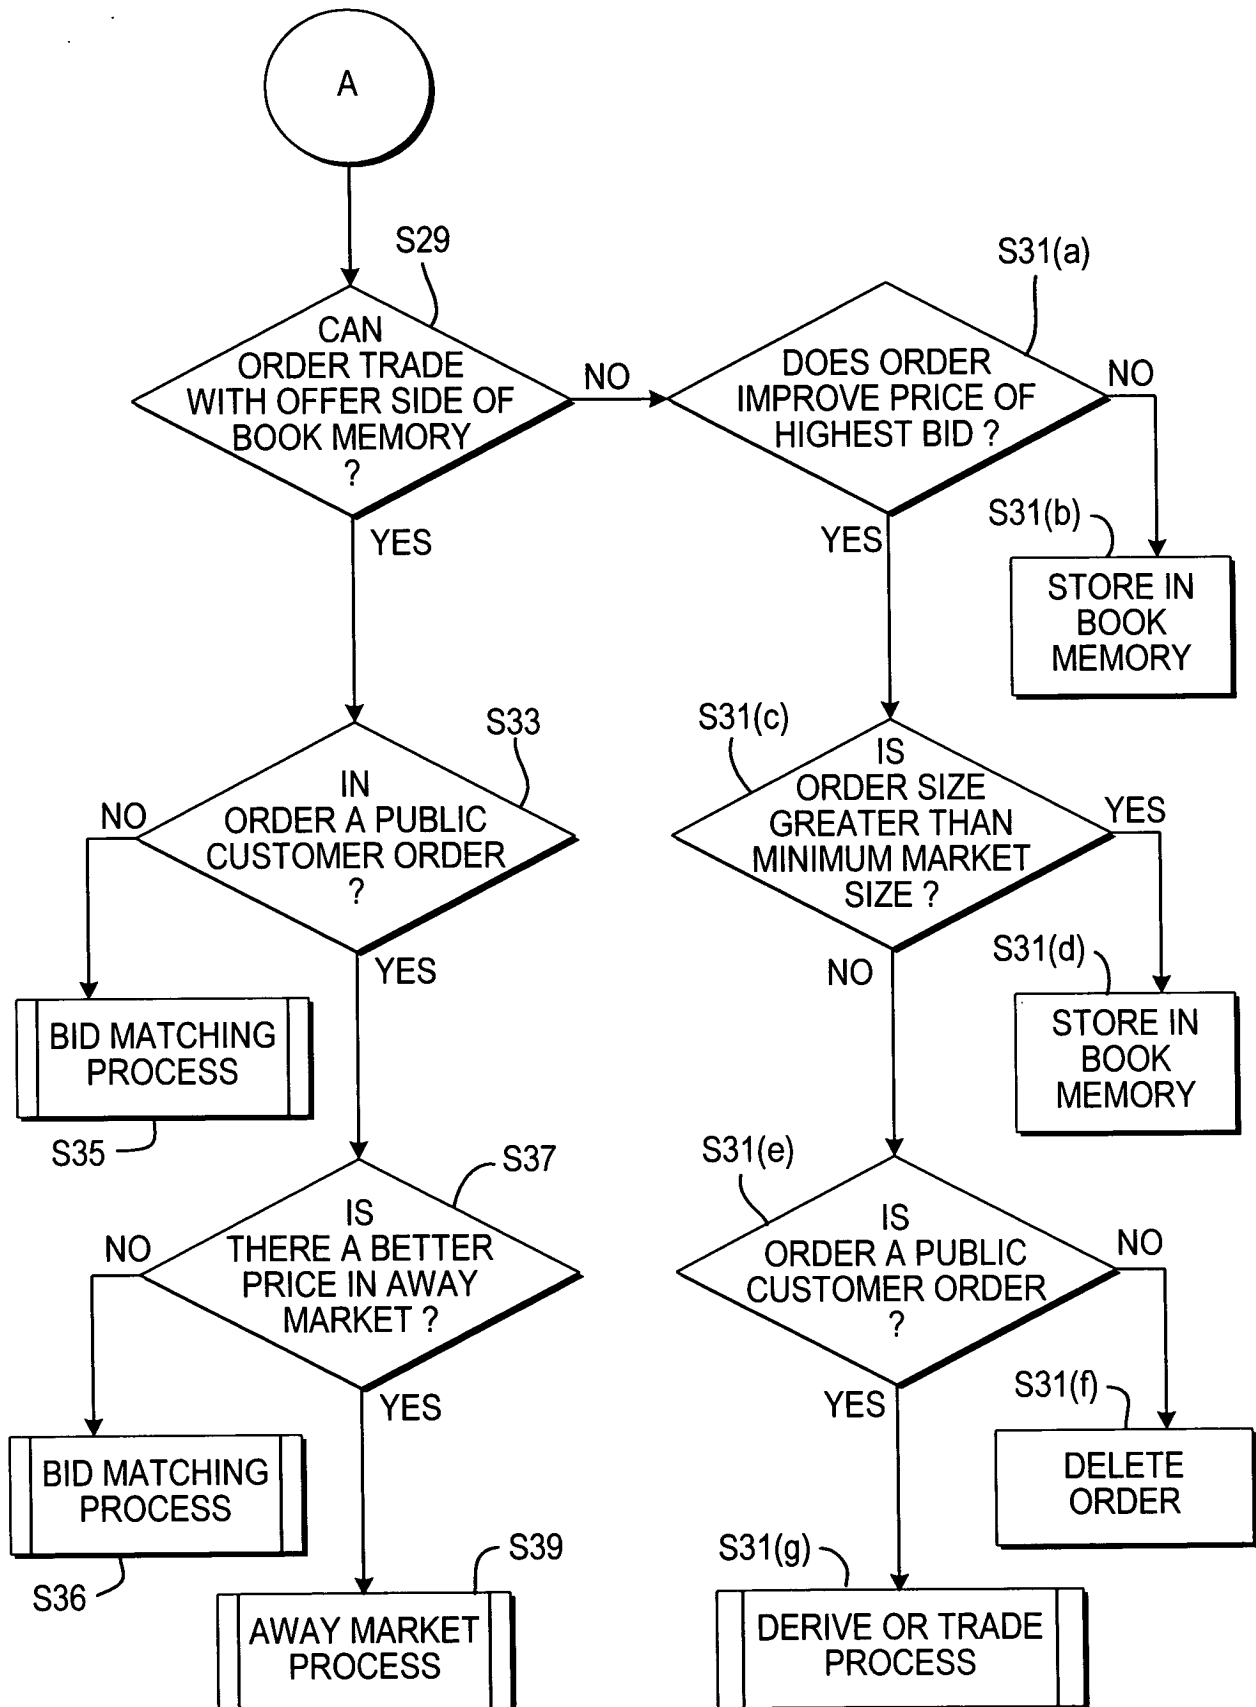 A
S29
CAN
ORDER TRADE
WITH OFFER SIDE OF
BOOK MEMORY
?
NO
YES
S31(a)
DOES ORDER
IMPROVE PRICE OF
HIGHEST BID ?
NO
YES
S31(b)
STORE IN
BOOK
MEMORY
S33
IN
ORDER A PUBLIC
CUSTOMER ORDER
?
NO
YES
S31(c)
IS
ORDER SIZE
GREATER THAN
MINIMUM MARKET
SIZE ?
YES
NO
S31(d)
STORE IN
BOOK
MEMORY
BID MATCHING
PROCESS
S35
S37
IS
THERE A BETTER
PRICE IN AWAY
MARKET ?
NO
YES
S31(e)
IS
ORDER A PUBLIC
CUSTOMER ORDER
?
NO
YES
S31(f)
DELETE
ORDER
BID MATCHING
PROCESS
S36
S39
AWAY MARKET
PROCESS
S31(g)
DERIVE OR TRADE
PROCESS